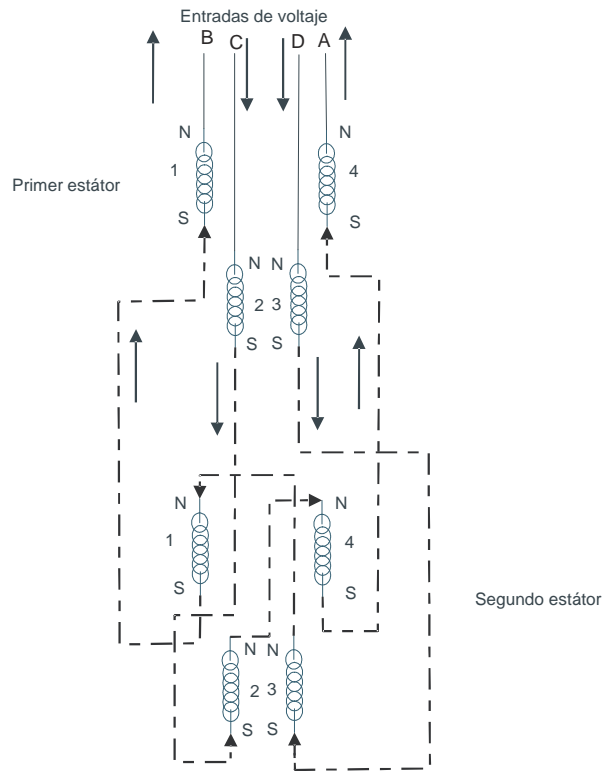 Entradas de voltaje
B C D A
N N
1 4
Primer estátor
S S
N N
2 3
S S
N N
1 4
S S
Segundo estátor
N N
2 3
S S